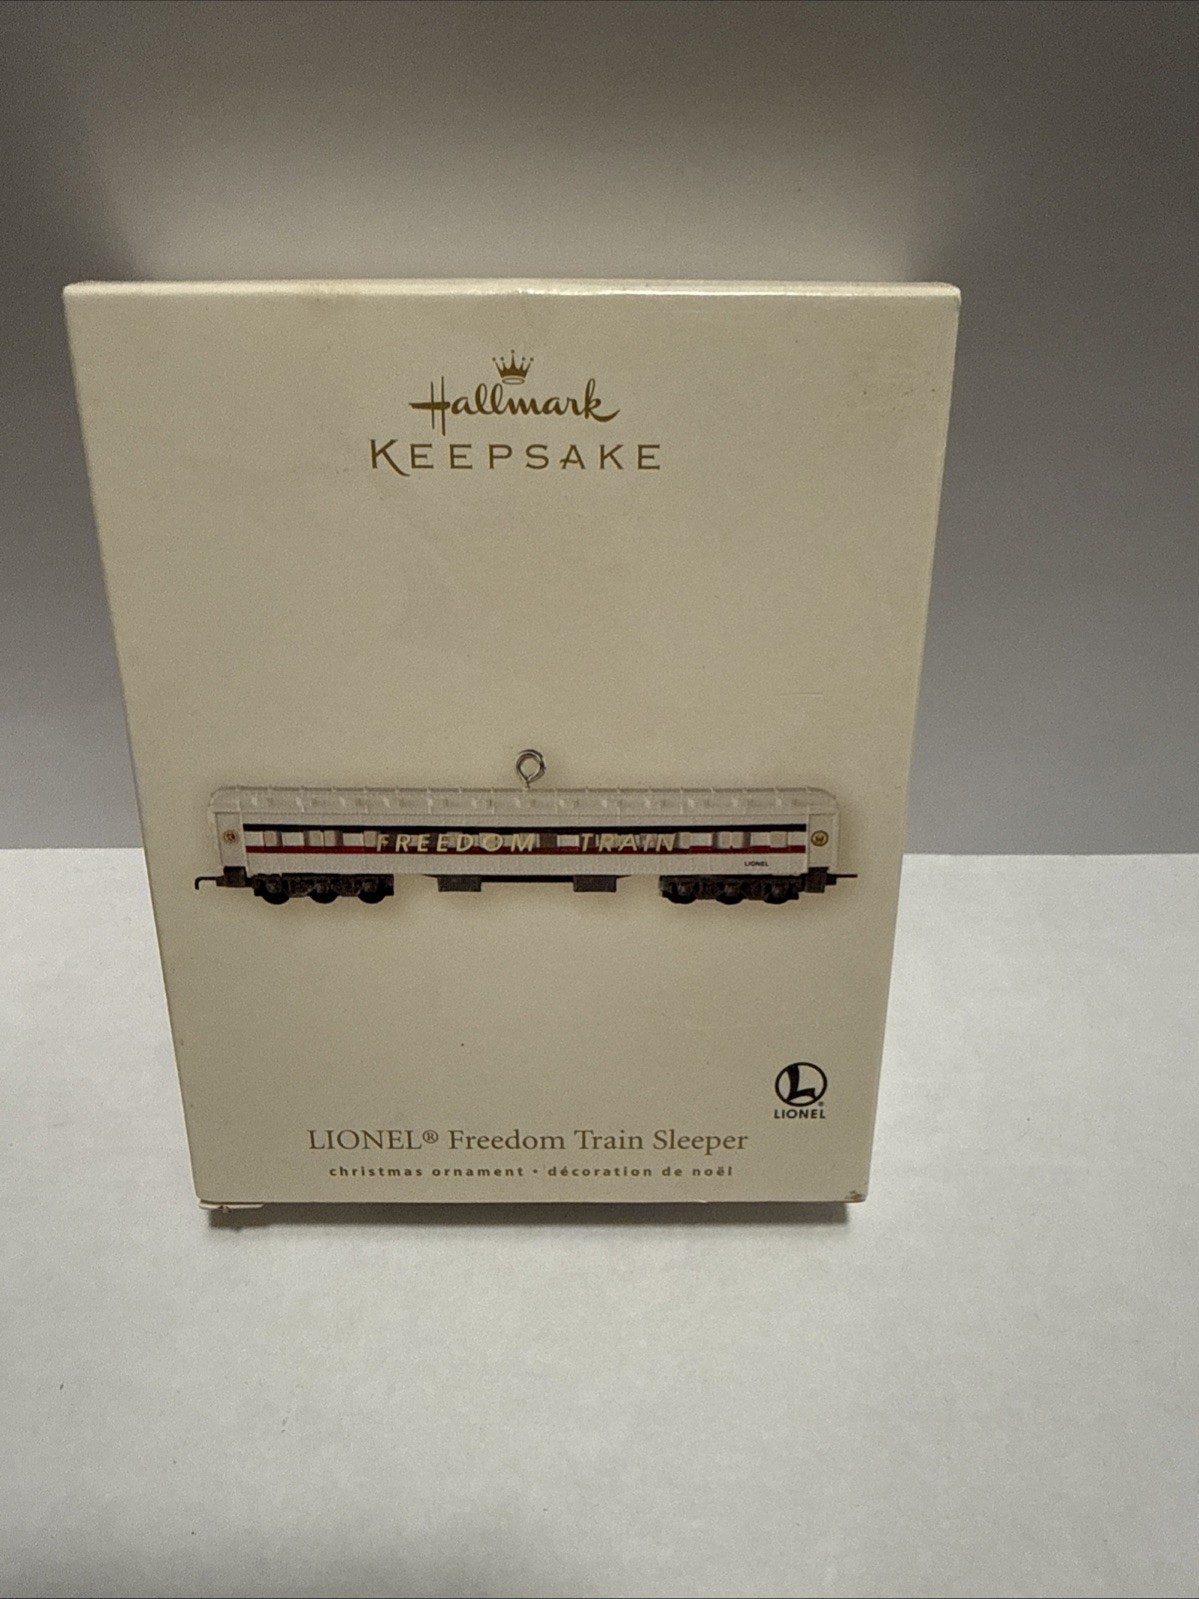 Hallmark
KEEPSAKE
FREEDOM TRAIN
LIONEL
L®
LIONEL
LIONEL® Freedom Train Sleeper
christmas ornament • décoration de noël